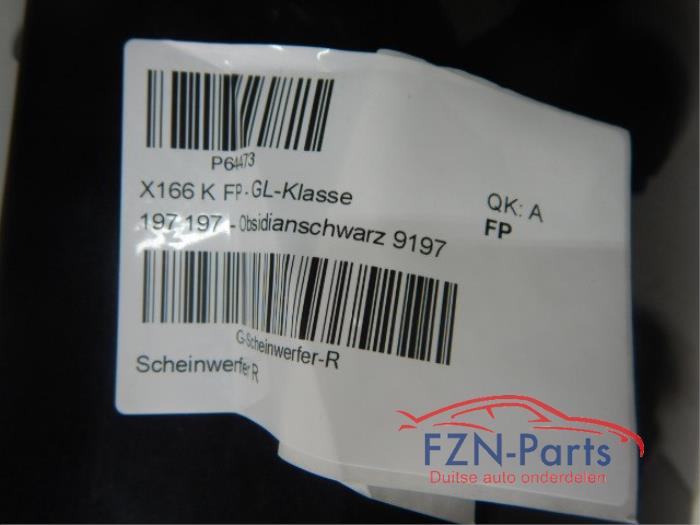 P64473
X166 K FP-GL-Klasse
QK: A
197 197 - Obsidianschwarz 9197
FP
G-Scheinwerfer-R
Scheinwerfer R
FZN-Parts
Duitse auto onderdelen